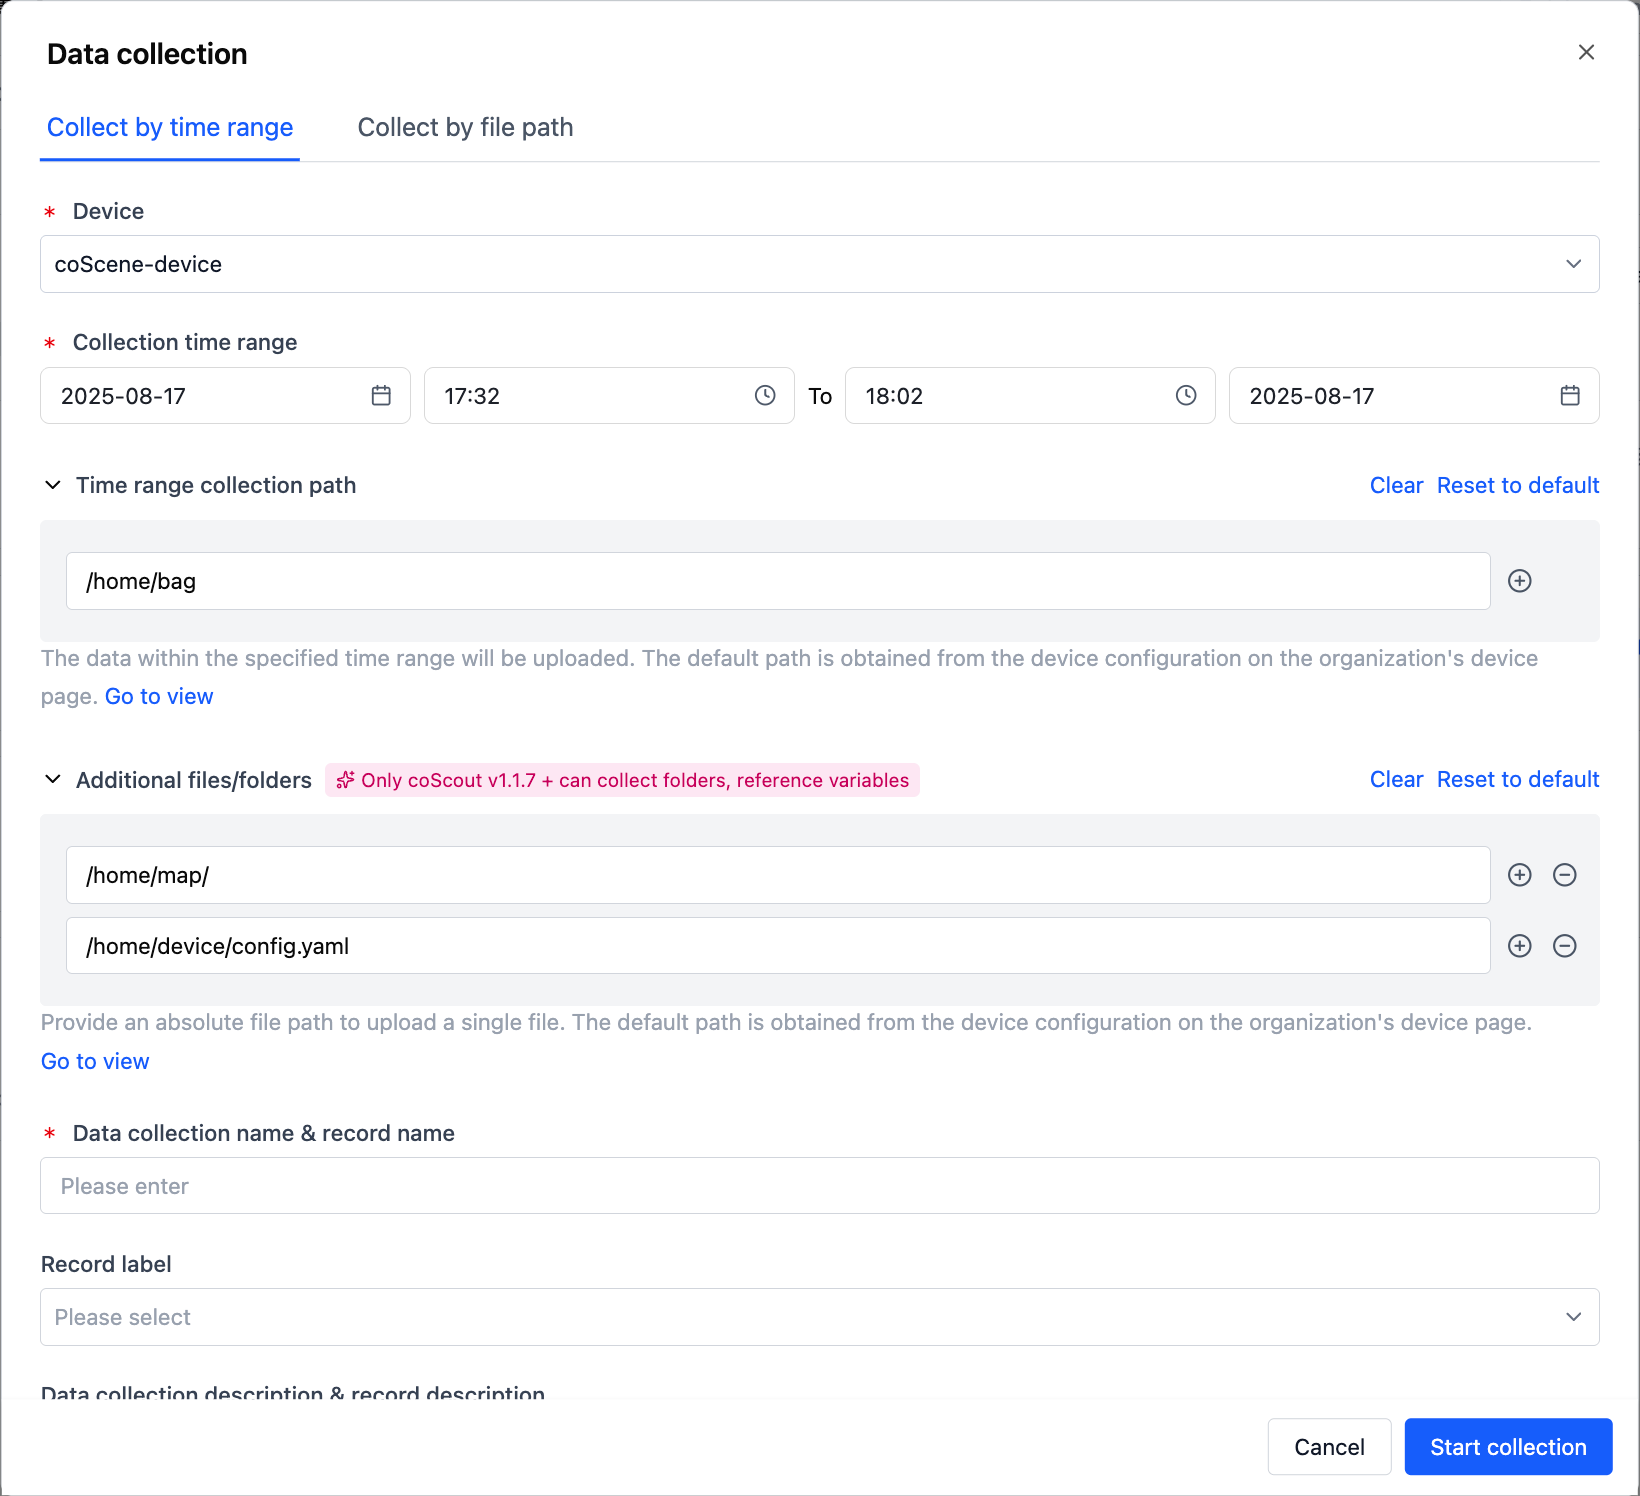 Data collection
Collect by time range Collect by file path
* Device
coScene-device
* Collection time range
2025-08-17 17:32 To 18:02 2025-08-17
Time range collection path Clear Reset to default
/home/bag
The data within the specified time range will be uploaded. The default path is obtained from the device configuration on the organization's device
page. Go to view
Additional files/folders Only coScout v1.1.7 + can collect folders, reference variables Clear Reset to default
/home/map/
/home/device/config.yaml
Provide an absolute file path to upload a single file. The default path is obtained from the device configuration on the organization's device page.
Go to view
* Data collection name & record name
Please enter
Record label
Please select
Data collection description & record description
Cancel Start collection